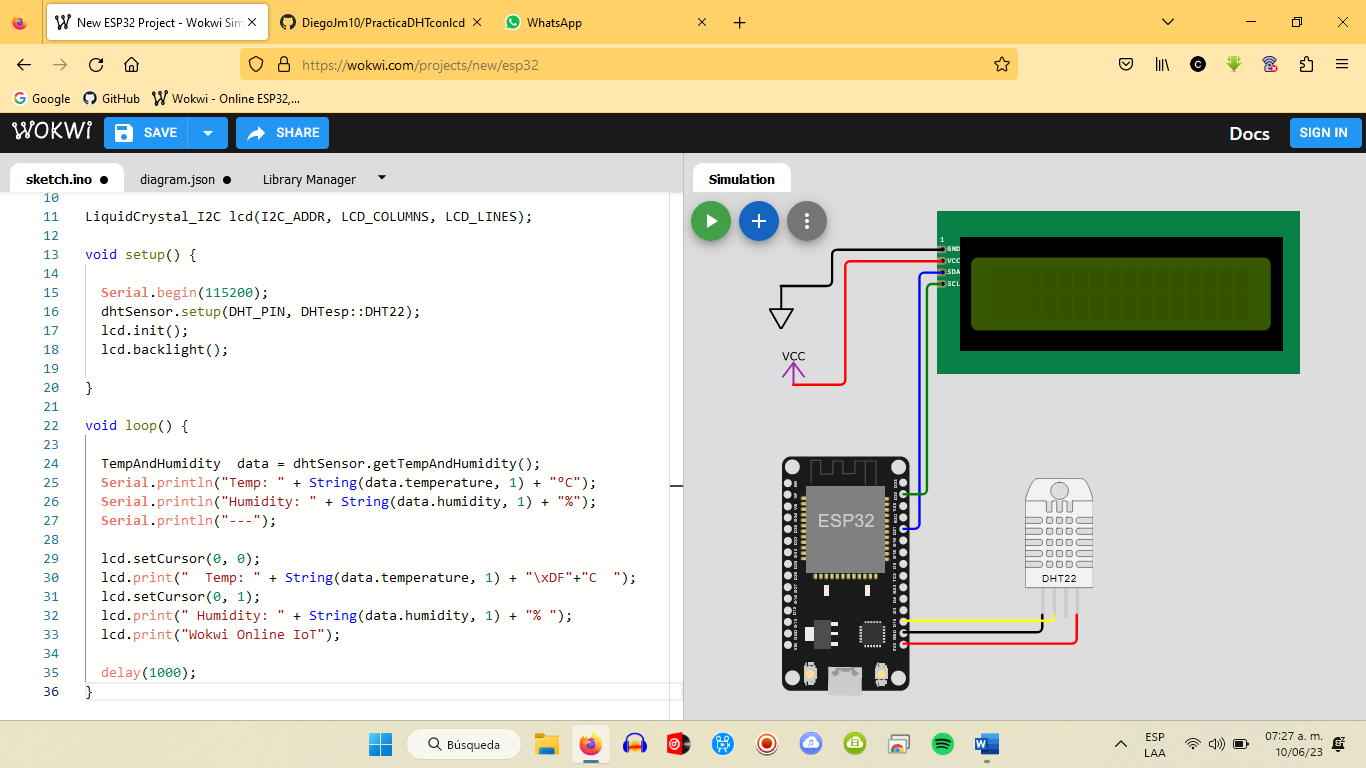 New ESP32 Project - Wokwi Sim
DiegoJm10/PracticaDHTconlcd
WhatsApp
https://wokwi.com/projects/new/esp32
Google
GitHub
Wokwi - Online ESP32,...
WOKWI
SAVE
SHARE
Docs
SIGN IN
sketch.ino
diagram.json
Library Manager
Simulation
10
11 LiquidCrystal_I2C lcd(I2C_ADDR, LCD_COLUMNS, LCD_LINES);
12
13 void setup() {
14
15 Serial.begin(115200);
16 dhtSensor.setup(DHT_PIN, DHTesp::DHT22);
17 lcd.init();
18 lcd.backlight();
19
20 }
21
22 void loop() {
23
24 TempAndHumidity  data = dhtSensor.getTempAndHumidity();
25 Serial.println("Temp: " + String(data.temperature, 1) + "°C");
26 Serial.println("Humidity: " + String(data.humidity, 1) + "%");
27 Serial.println("---");
28
29 lcd.setCursor(0, 0);
30 lcd.print("  Temp: " + String(data.temperature, 1) + "\xDF"+"C  ");
31 lcd.setCursor(0, 1);
32 lcd.print(" Humidity: " + String(data.humidity, 1) + "% ");
33 lcd.print("Wokwi Online IoT");
34
35 delay(1000);
36 }
1
GND
VCC
SDA
SCL
VCC
ESP32
DHT22
Búsqueda
ESP
LAA
07:27 a. m.
10/06/23